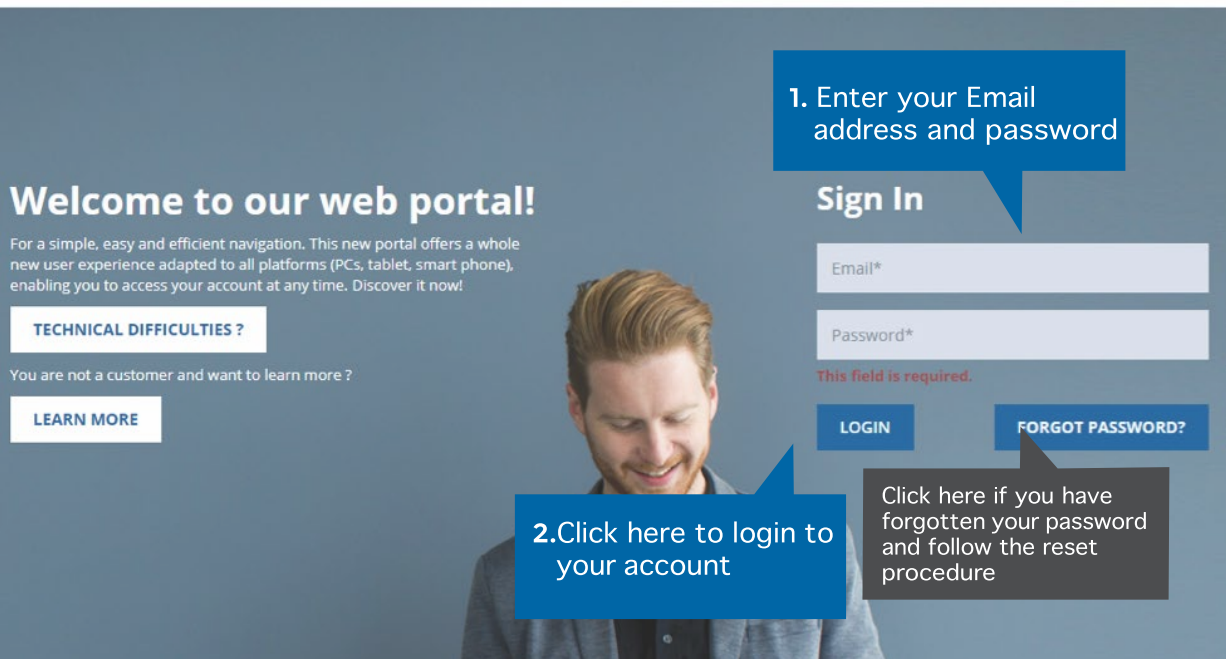 1. Enter your Email
address and password
Welcome to our web portal!
For a simple, easy and efficient navigation. This new portal offers a whole
new user experience adapted to all platforms (PCs, tablet, smart phone),
enabling you to access your account at any time. Discover it now!
TECHNICAL DIFFICULTIES ?
You are not a customer and want to learn more ?
LEARN MORE
Sign In
Email*
Password*
This field is required.
LOGIN
FORGOT PASSWORD?
2.Click here to login to
your account
Click here if you have
forgotten your password
and follow the reset
procedure